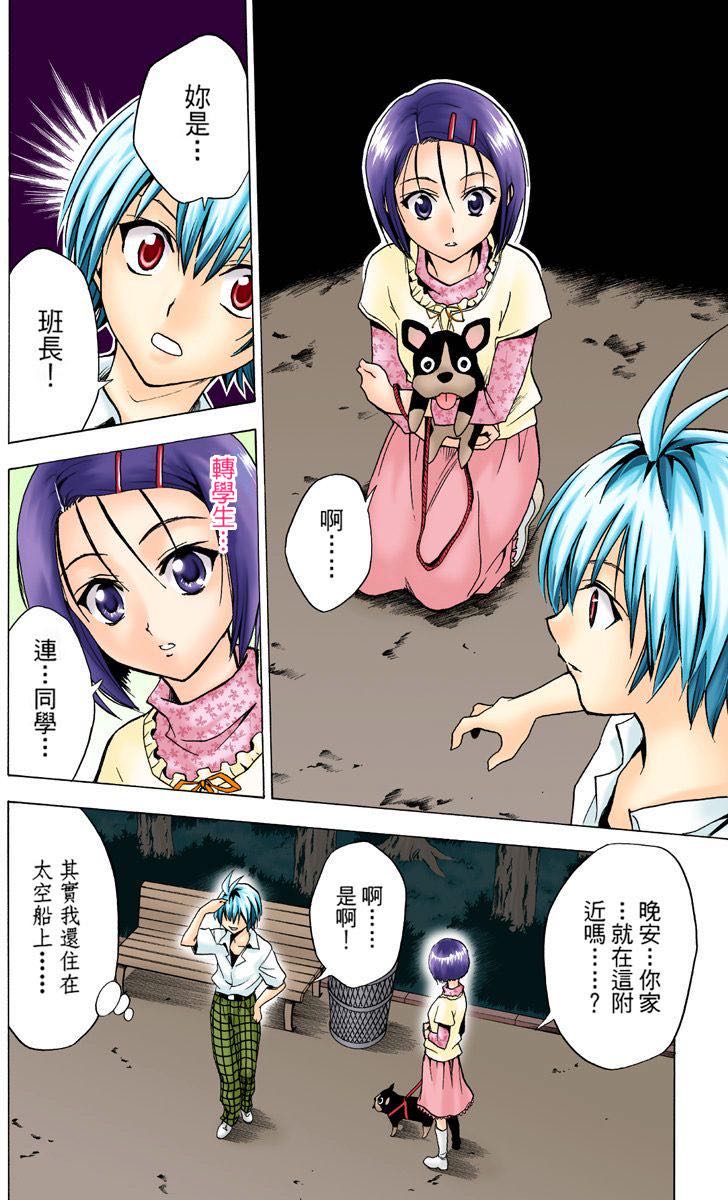 啊……
妳是…
班長！
轉學生…
連…同學…
晚安…你家
…就在這附
近嗎……？
啊……
是啊！
其實我還住在
太空船上……